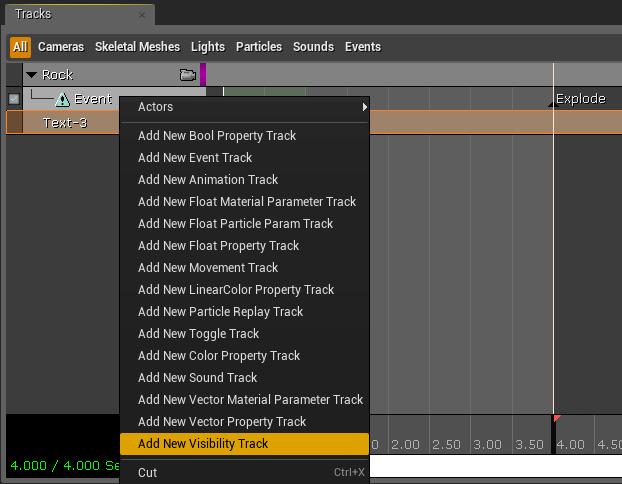 Tracks
All Cameras Skeletal Meshes Lights Particles Sounds Events
Rock
Event
Explode
Text-3
Actors
Add New Bool Property Track
Add New Event Track
Add New Animation Track
Add New Float Material Parameter Track
Add New Float Particle Param Track
Add New Float Property Track
Add New Movement Track
Add New LinearColor Property Track
Add New Particle Replay Track
Add New Toggle Track
Add New Color Property Track
Add New Sound Track
Add New Vector Material Parameter Track
Add New Vector Property Track
Add New Visibility Track
0 2.00 2.50 3.00 3.50 4.00 4.50
4.000 / 4.000 Se
Cut Ctrl+X